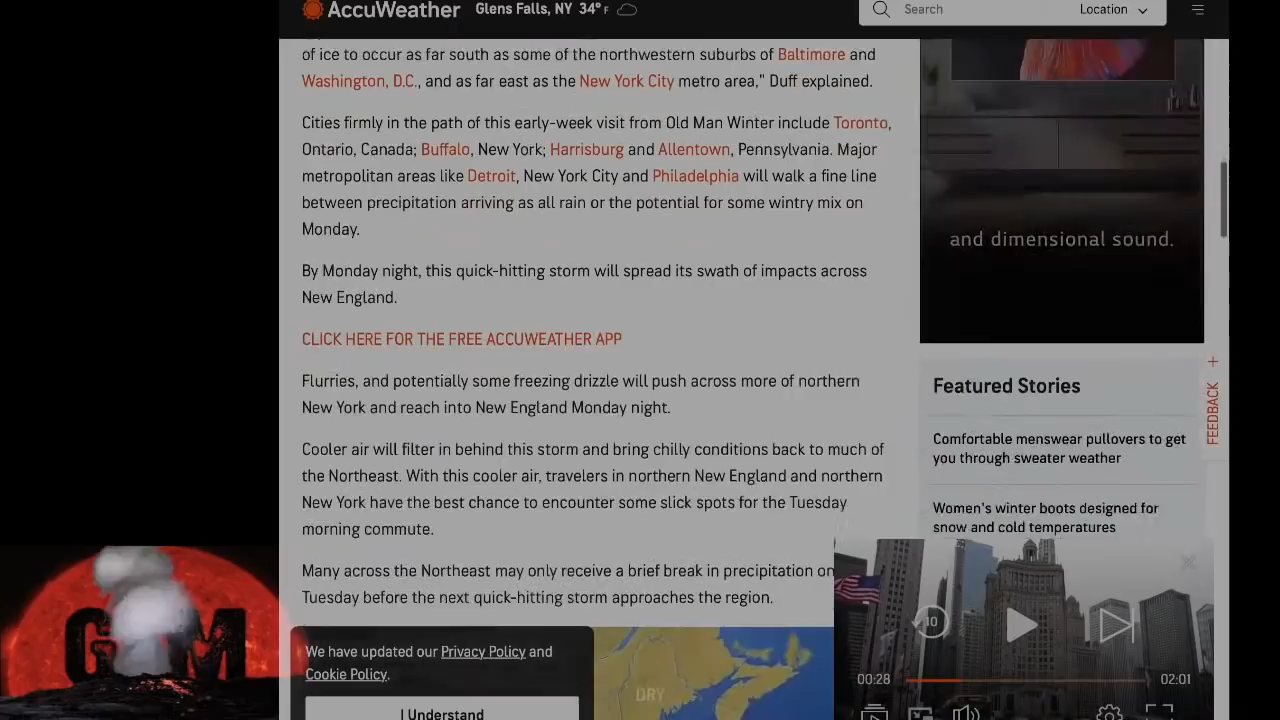 AccuWeather
Glens Falls, NY 34° F
Search
Location
of ice to occur as far south as some of the northwestern suburbs of Baltimore and
Washington, D.C., and as far east as the New York City metro area," Duff explained.
Cities firmly in the path of this early-week visit from Old Man Winter include Toronto,
Ontario, Canada; Buffalo, New York; Harrisburg and Allentown, Pennsylvania. Major
metropolitan areas like Detroit, New York City and Philadelphia will walk a fine line
between precipitation arriving as all rain or the potential for some wintry mix on
Monday.
By Monday night, this quick-hitting storm will spread its swath of impacts across
New England.
CLICK HERE FOR THE FREE ACCUWEATHER APP
Flurries, and potentially some freezing drizzle will push across more of northern
New York and reach into New England Monday night.
Cooler air will filter in behind this storm and bring chilly conditions back to much of
the Northeast. With this cooler air, travelers in northern New England and northern
New York have the best chance to encounter some slick spots for the Tuesday
morning commute.
Many across the Northeast may only receive a brief break in precipitation on
Tuesday before the next quick-hitting storm approaches the region.
We have updated our Privacy Policy and
Cookie Policy.
I Understand
DRY
and dimensional sound.
Featured Stories
Comfortable menswear pullovers to get
you through sweater weather
Women's winter boots designed for
snow and cold temperatures
FEEDBACK
10
00:28
02:01